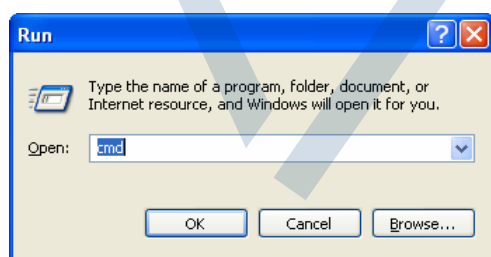 Run
Type the name of a program, folder, document, or
Internet resource, and Windows will open it for you.
Open: cmd
OK Cancel Browse...